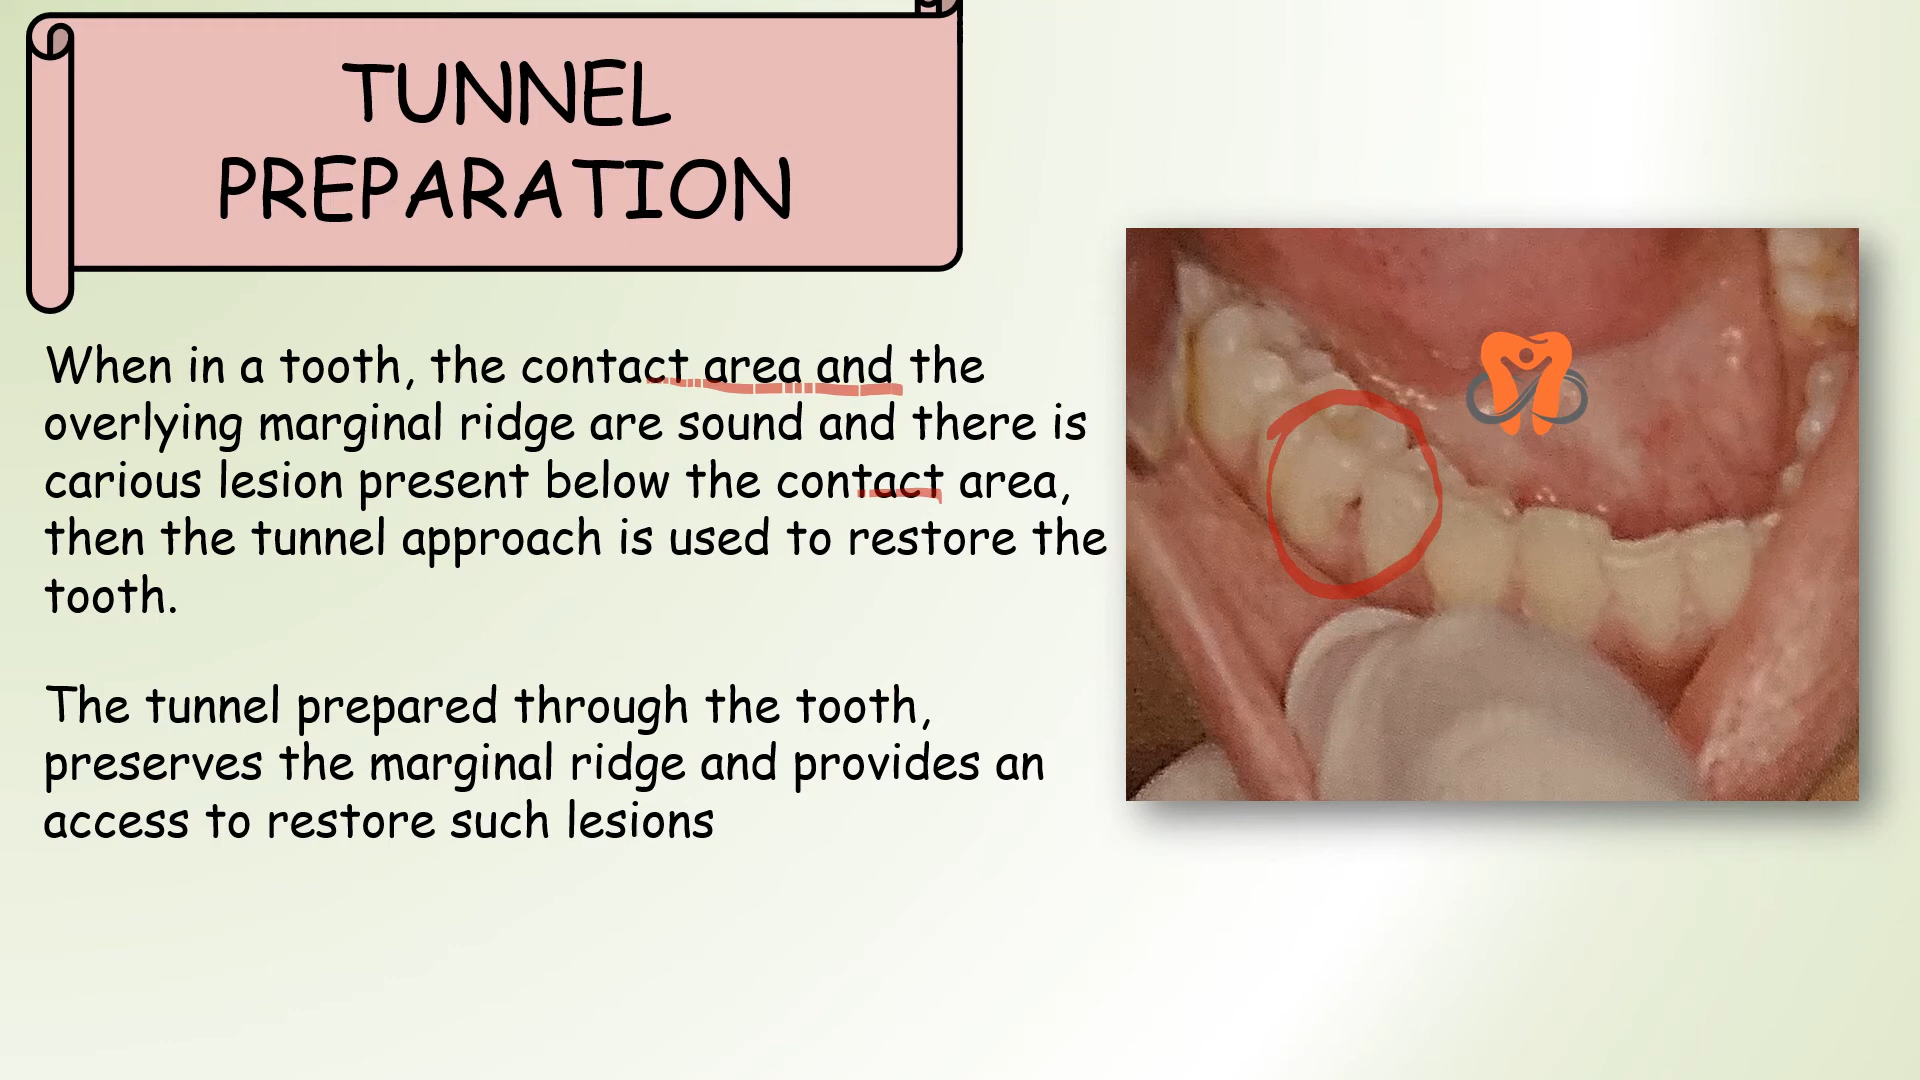 TUNNEL
PREPARATION
When in a tooth, the contact area and the
overlying marginal ridge are sound and there is
carious lesion present below the contact area,
then the tunnel approach is used to restore the
tooth.
The tunnel prepared through the tooth,
preserves the marginal ridge and provides an
access to restore such lesions